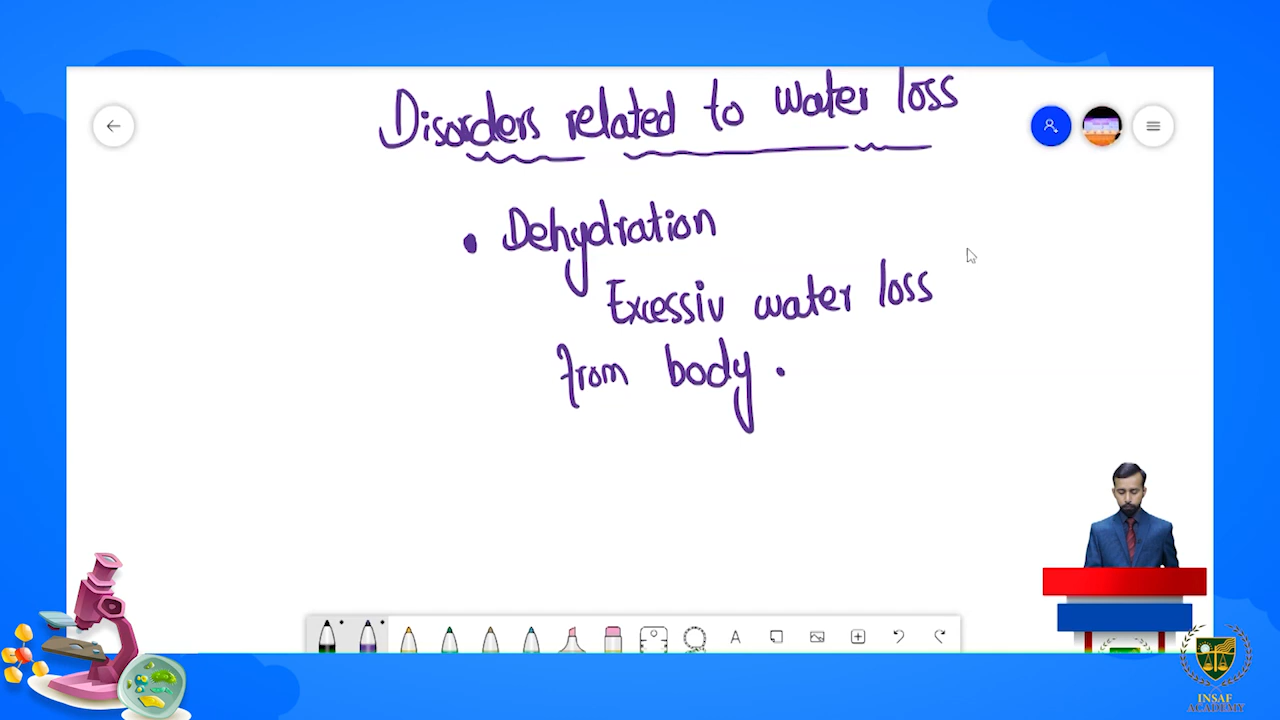 Disorders related to water loss
• Dehydration
Excessiv water loss
from body .
A
INSAF
ACADEMY